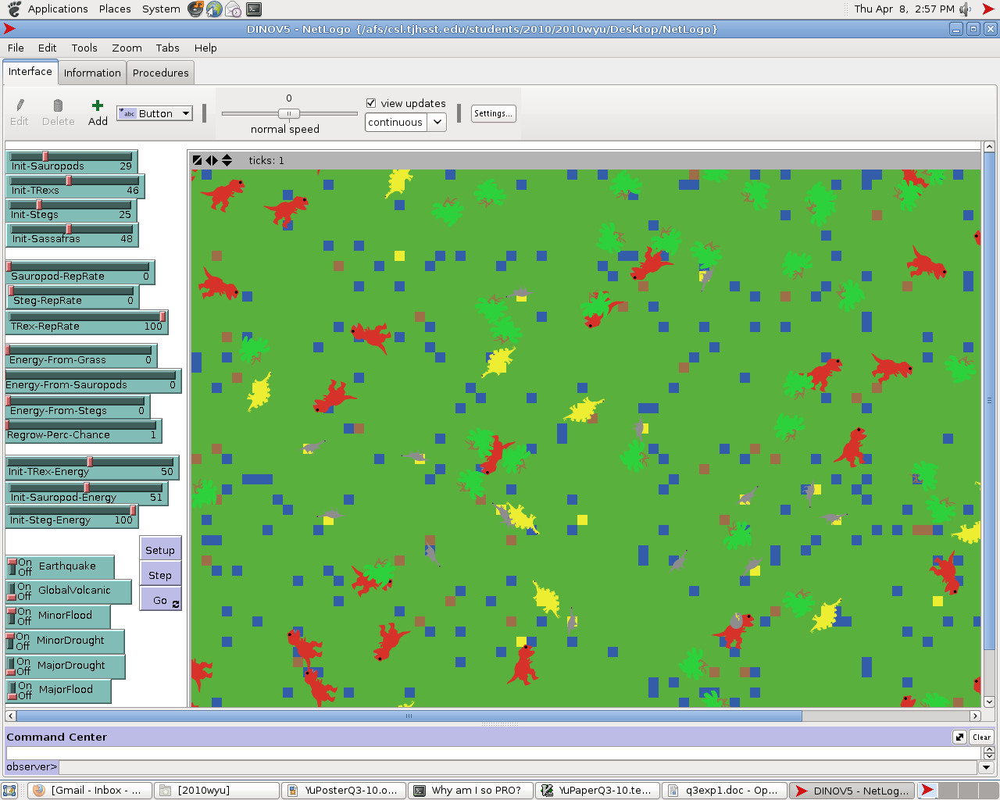 Applications Places System Thu Apr 8, 2:57 PM
DINOV5 - NetLogo {/afs/csl.tjhsst.edu/students/2010/2010wyu/Desktop/NetLogo}
File Edit Tools Zoom Tabs Help
Interface Information Procedures
Edit Delete Add abc Button 0 normal speed view updates continuous Settings...
ticks: 1
Init-Sauropods 29
Init-TRexs 46
Init-Stegs 25
Init-Sassafras 48
Sauropod-RepRate 0
Steg-RepRate 0
TRex-RepRate 100
Energy-From-Grass 0
Energy-From-Sauropods 0
Energy-From-Stegs 0
Regrow-Perc-Chance 1
Init-TRex-Energy 50
Init-Sauropod-Energy 51
Init-Steg-Energy 100
Setup
Step
Go
On Off Earthquake
On Off GlobalVolcanic
On Off MinorFlood
On Off MinorDrought
On Off MajorDrought
On Off MajorFlood
Command Center Clear
observer>
[Gmail - Inbox - ... [2010wyu] YuPosterQ3-10.o... Why am I so PRO? YuPaperQ3-10.te... q3exp1.doc - Op... DINOV5 - NetLog...